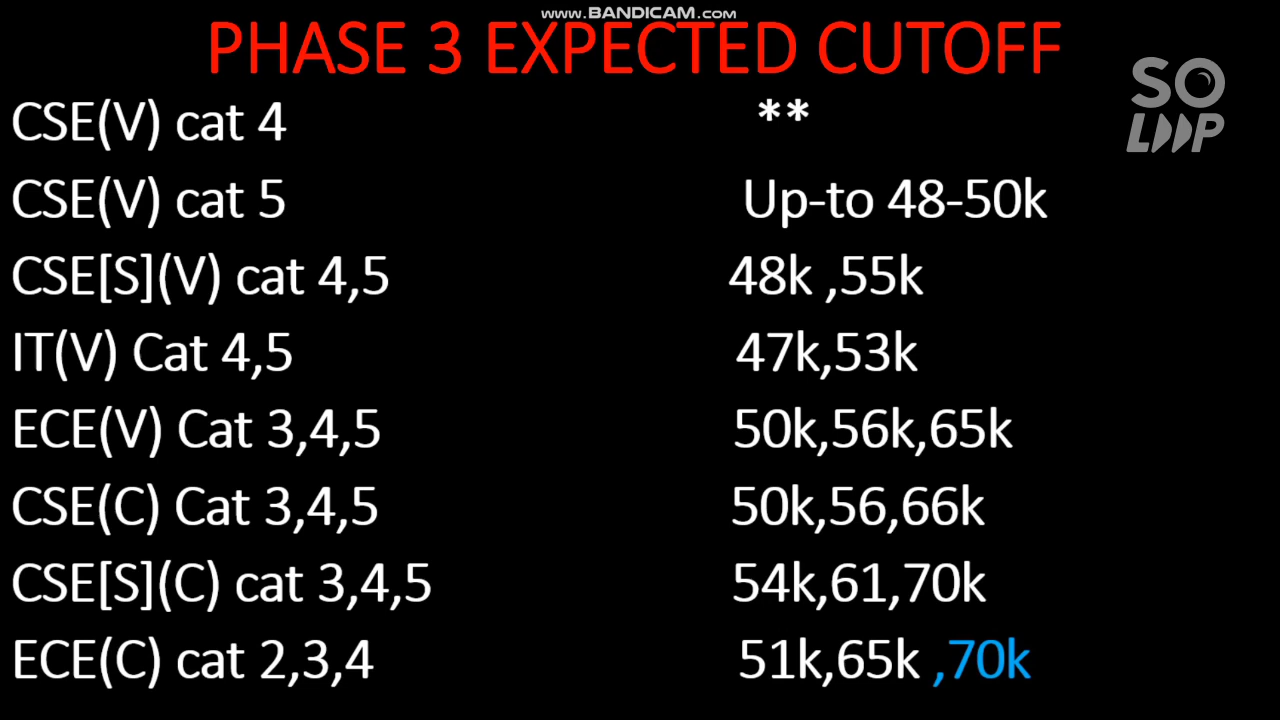 www.BANDICAM.com
PHASE 3 EXPECTED CUTOFF
SO
LOOP
CSE(V) cat 4 **
CSE(V) cat 5 Up-to 48-50k
CSE[S](V) cat 4,5 48k ,55k
IT(V) Cat 4,5 47k,53k
ECE(V) Cat 3,4,5 50k,56k,65k
CSE(C) Cat 3,4,5 50k,56,66k
CSE[S](C) cat 3,4,5 54k,61,70k
ECE(C) cat 2,3,4 51k,65k ,70k